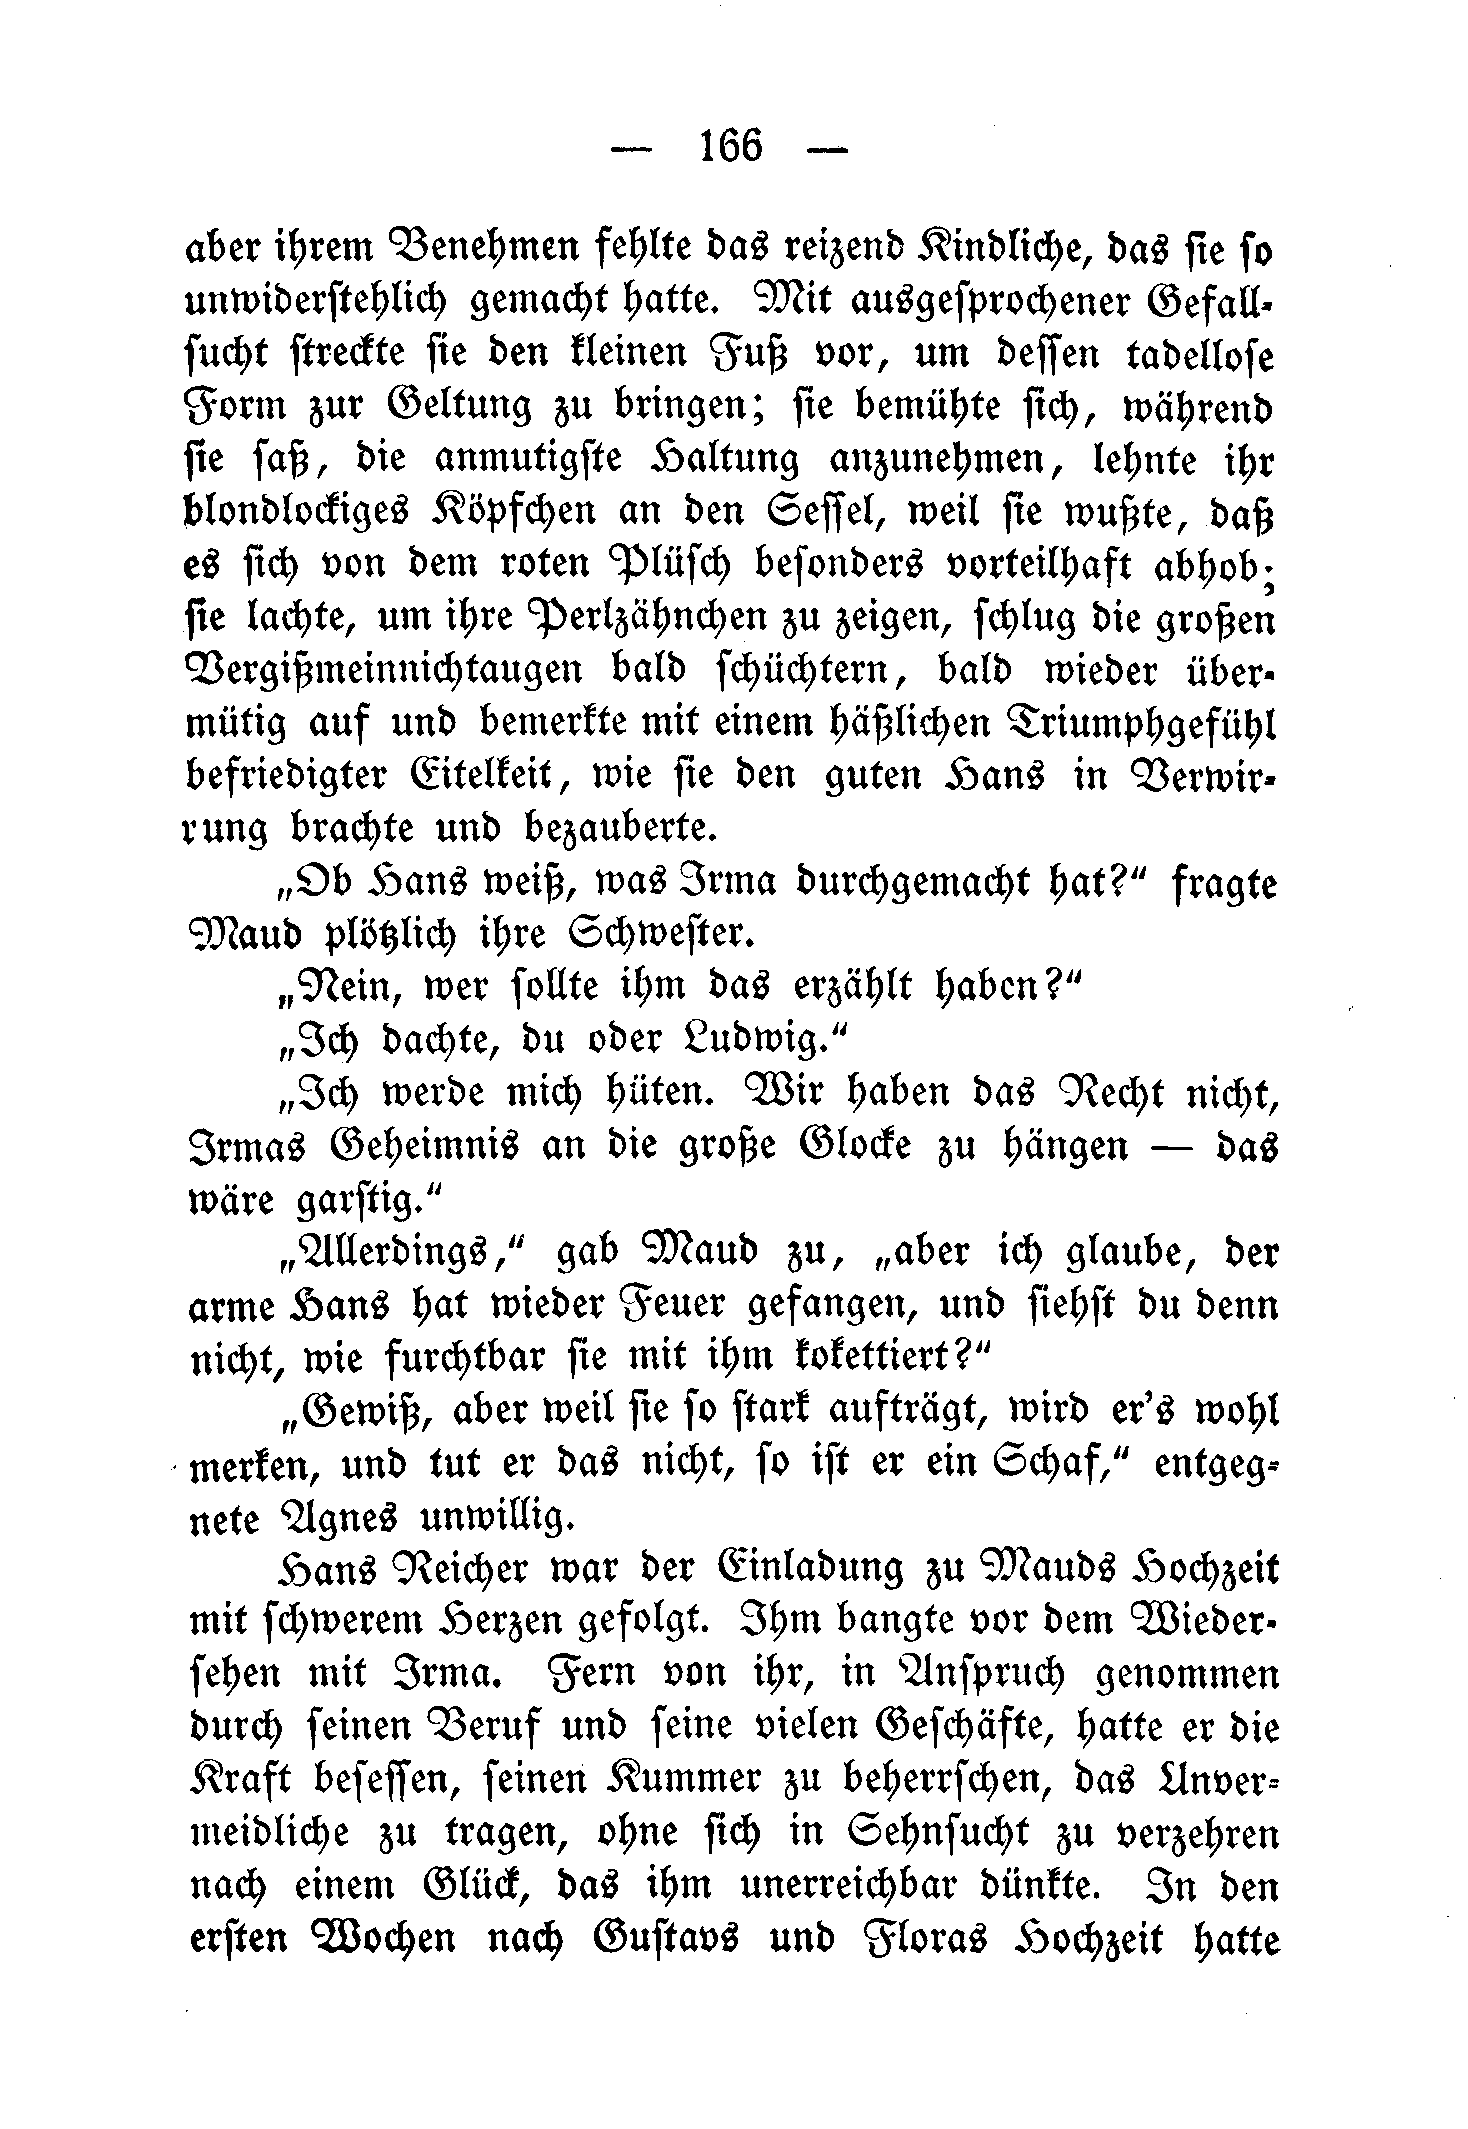 — 166 —
aber ihrem Benehmen fehlte das reizend Kindliche, das sie so
unwiderstehlich gemacht hatte. Mit ausgesprochener Gefall-
sucht streckte sie den kleinen Fuß vor, um dessen tadellose
Form zur Geltung zu bringen; sie bemühte sich, während
sie saß, die anmutigste Haltung anzunehmen, lehnte ihr
blondlockiges Köpfchen an den Sessel, weil sie wußte, daß
es sich von dem roten Plüsch besonders vorteilhaft abhob;
sie lachte, um ihre Perlzähnchen zu zeigen, schlug die großen
Vergißmeinnichtaugen bald schüchtern, bald wieder über-
mütig auf und bemerkte mit einem häßlichen Triumphgefühl
befriedigter Eitelkeit, wie sie den guten Hans in Verwir-
rung brachte und bezauberte.
„Ob Hans weiß, was Irma durchgemacht hat?“ fragte
Maud plötzlich ihre Schwester.
„Nein, wer sollte ihm das erzählt haben?“
„Ich dachte, du oder Ludwig.“
„Ich werde mich hüten. Wir haben das Recht nicht,
Irmas Geheimnis an die große Glocke zu hängen — das
wäre garstig.“
„Allerdings,“ gab Maud zu, „aber ich glaube, der
arme Hans hat wieder Feuer gefangen, und siehst du denn
nicht, wie furchtbar sie mit ihm kokettiert?“
„Gewiß, aber weil sie so stark aufträgt, wird er's wohl
merken, und tut er das nicht, so ist er ein Schaf,“ entgeg-
nete Agnes unwillig.
Hans Reicher war der Einladung zu Mauds Hochzeit
mit schwerem Herzen gefolgt. Ihm bangte vor dem Wieder-
sehen mit Irma. Fern von ihr, in Anspruch genommen
durch seinen Beruf und seine vielen Geschäfte, hatte er die
Kraft besessen, seinen Kummer zu beherrschen, das Unver-
meidliche zu tragen, ohne sich in Sehnsucht zu verzehren
nach einem Glück, das ihm unerreichbar dünkte. In den
ersten Wochen nach Gustavs und Floras Hochzeit hatte